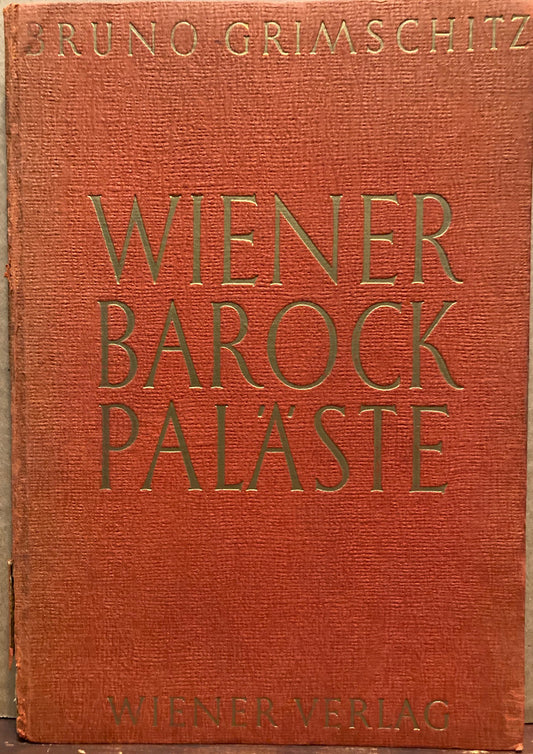 BRUNO GRIMSCHITZ
WIENER
BAROCK
PALÄSTE
WIENER VERLAG